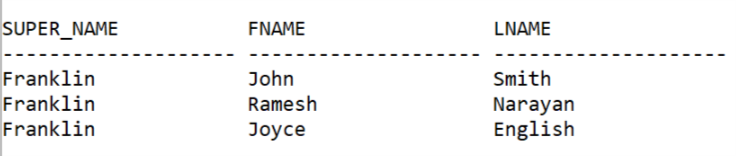 SUPER_NAME FNAME LNAME
-------------------- -------------------- --------------------
Franklin John Smith
Franklin Ramesh Narayan
Franklin Joyce English